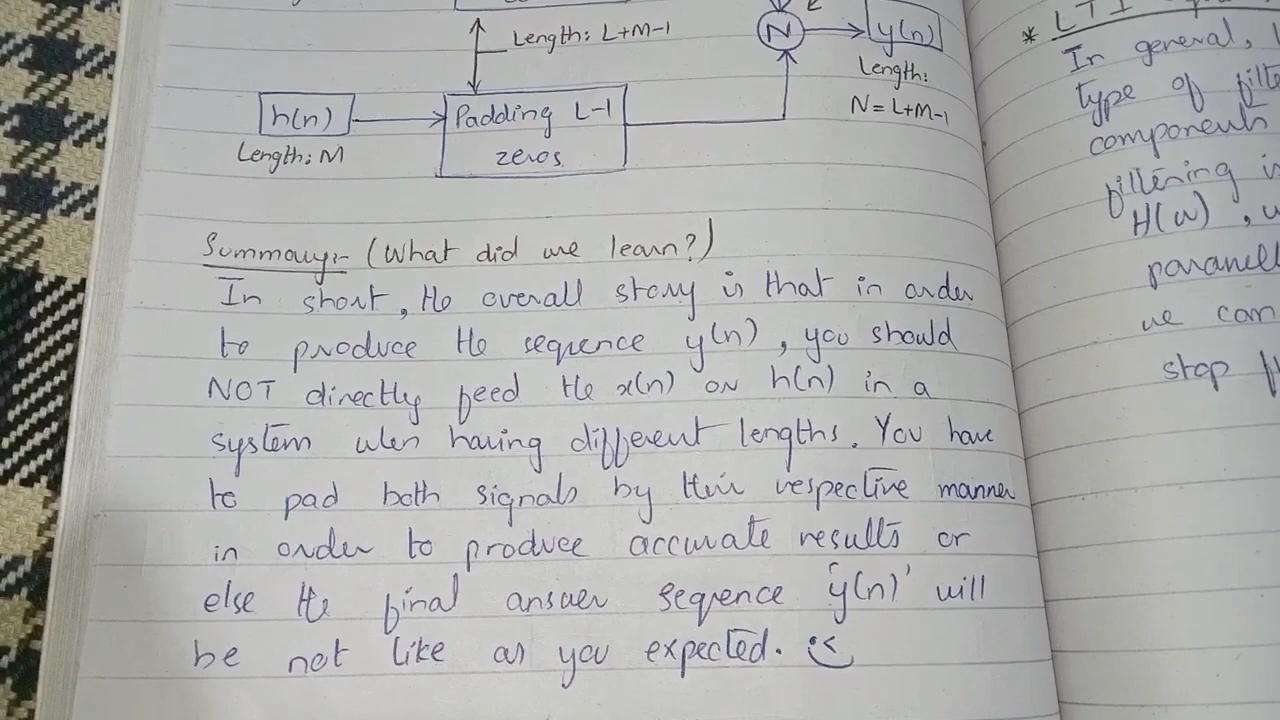 Length: L+M-1
N
y(n)
Length:
N=L+M-1
h(n)
Padding L-1
zeros
Length: M
Summary:- (What did we learn?)
In short, the overall story is that in order
to produce the sequence y(n), you should
NOT directly feed the x(n) or h(n) in a
system when having different lengths. You have
to pad both signals by their respective manner
in order to produce accurate results or
else the final answer sequence 'y(n)' will
be not like as you expected.
* LTI
In general,
type of
components
filtering
H(w),
we can
stop